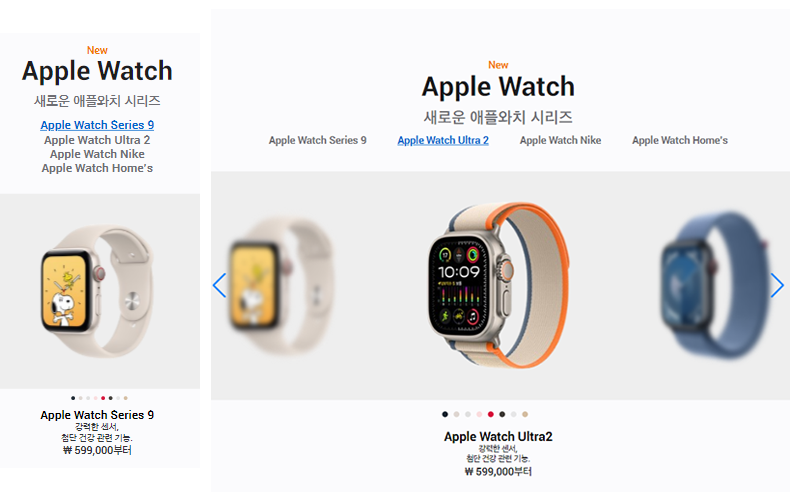 New
Apple Watch
새로운 애플와치 시리즈
Apple Watch Series 9
Apple Watch Ultra 2
Apple Watch Nike
Apple Watch Home's
Apple Watch Series 9
강력한 센서,
첨단 건강 관련 기능.
₩ 599,000부터
New
Apple Watch
새로운 애플와치 시리즈
Apple Watch Series 9 Apple Watch Ultra 2 Apple Watch Nike Apple Watch Home's
10:09
Apple Watch Ultra2
강력한 센서,
첨단 건강 관련 기능.
₩ 599,000부터